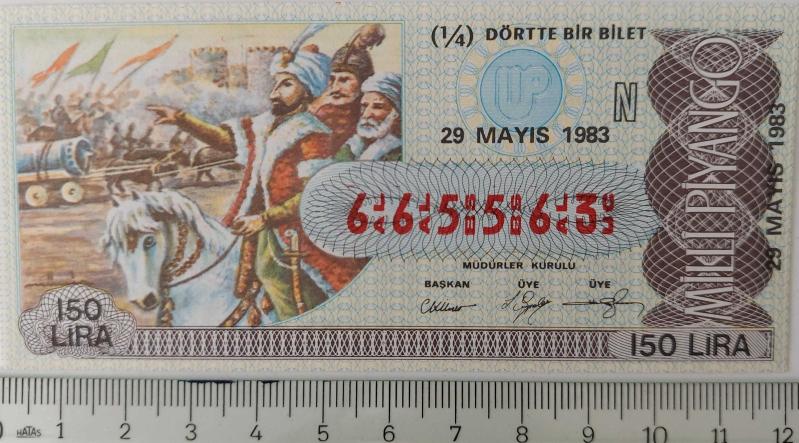 (1/4) DÖRTTE BİR BİLET
MP
N
29 MAYIS 1983
665563
MÜDÜRLER KURULU
BAŞKAN ÜYE ÜYE
MİLLİ PİYANGO
29 MAYIS 1983
150
LİRA
150 LİRA
0 1 2 3 4 5 6 7 8 9 10 11 12
HATAS